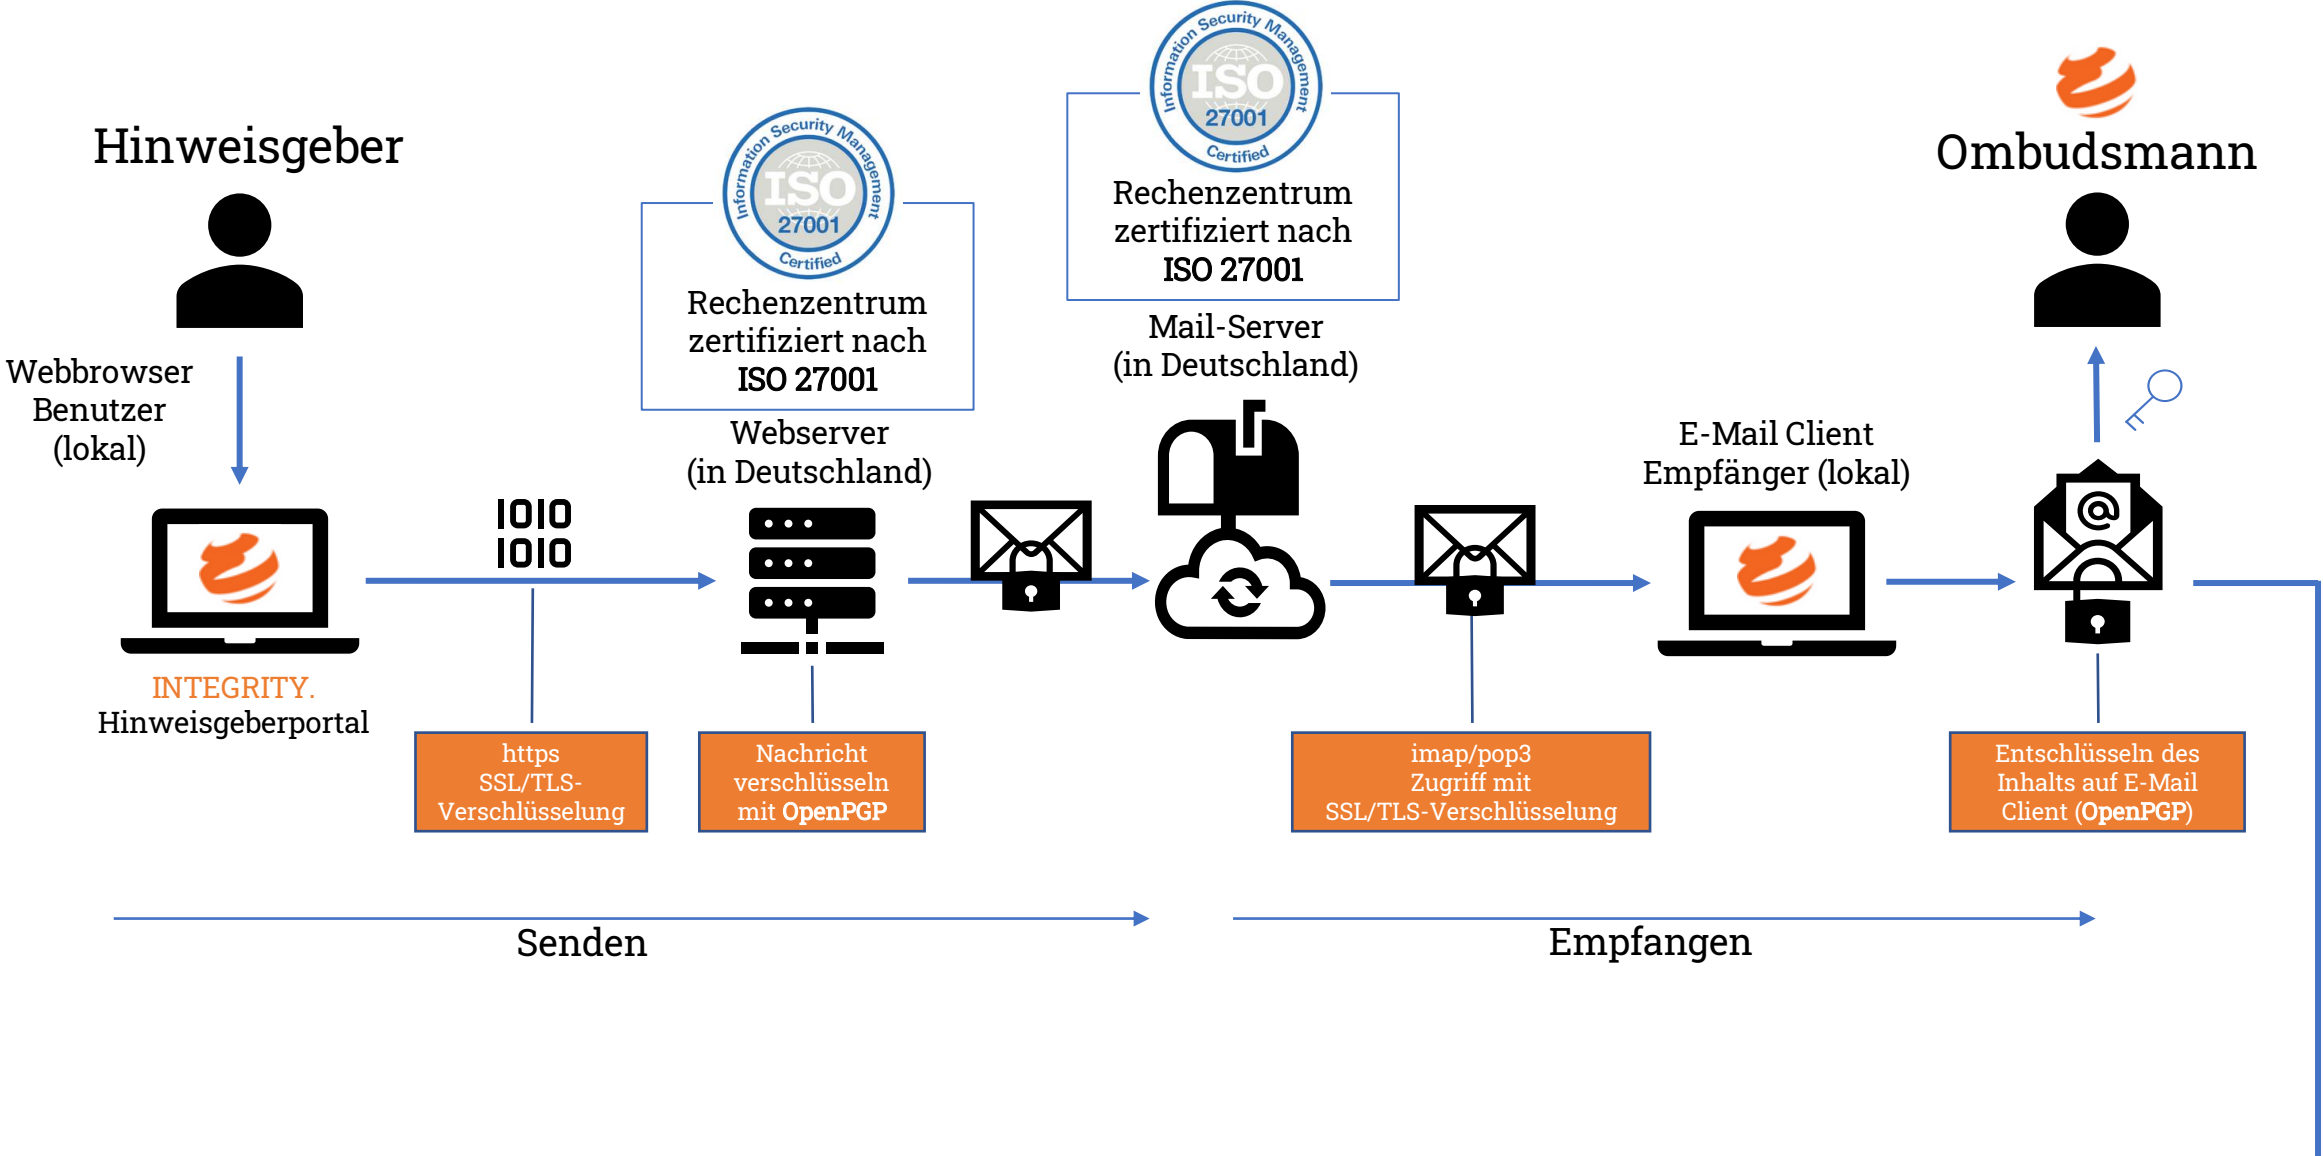 Hinweisgeber
Webbrowser
Benutzer
(lokal)
INTEGRITY.
Hinweisgeberportal
1010
1010
https
SSL/TLS-
Verschlüsselung
Information Security Management
ISO
27001
Certified
Rechenzentrum
zertifiziert nach
ISO 27001
Webserver
(in Deutschland)
Nachricht
verschlüsseln
mit OpenPGP
Information Security Management
ISO
27001
Certified
Rechenzentrum
zertifiziert nach
ISO 27001
Mail-Server
(in Deutschland)
imap/pop3
Zugriff mit
SSL/TLS-Verschlüsselung
E-Mail Client
Empfänger (lokal)
Ombudsmann
@
Entschlüsseln des
Inhalts auf E-Mail
Client (OpenPGP)
Senden
Empfangen